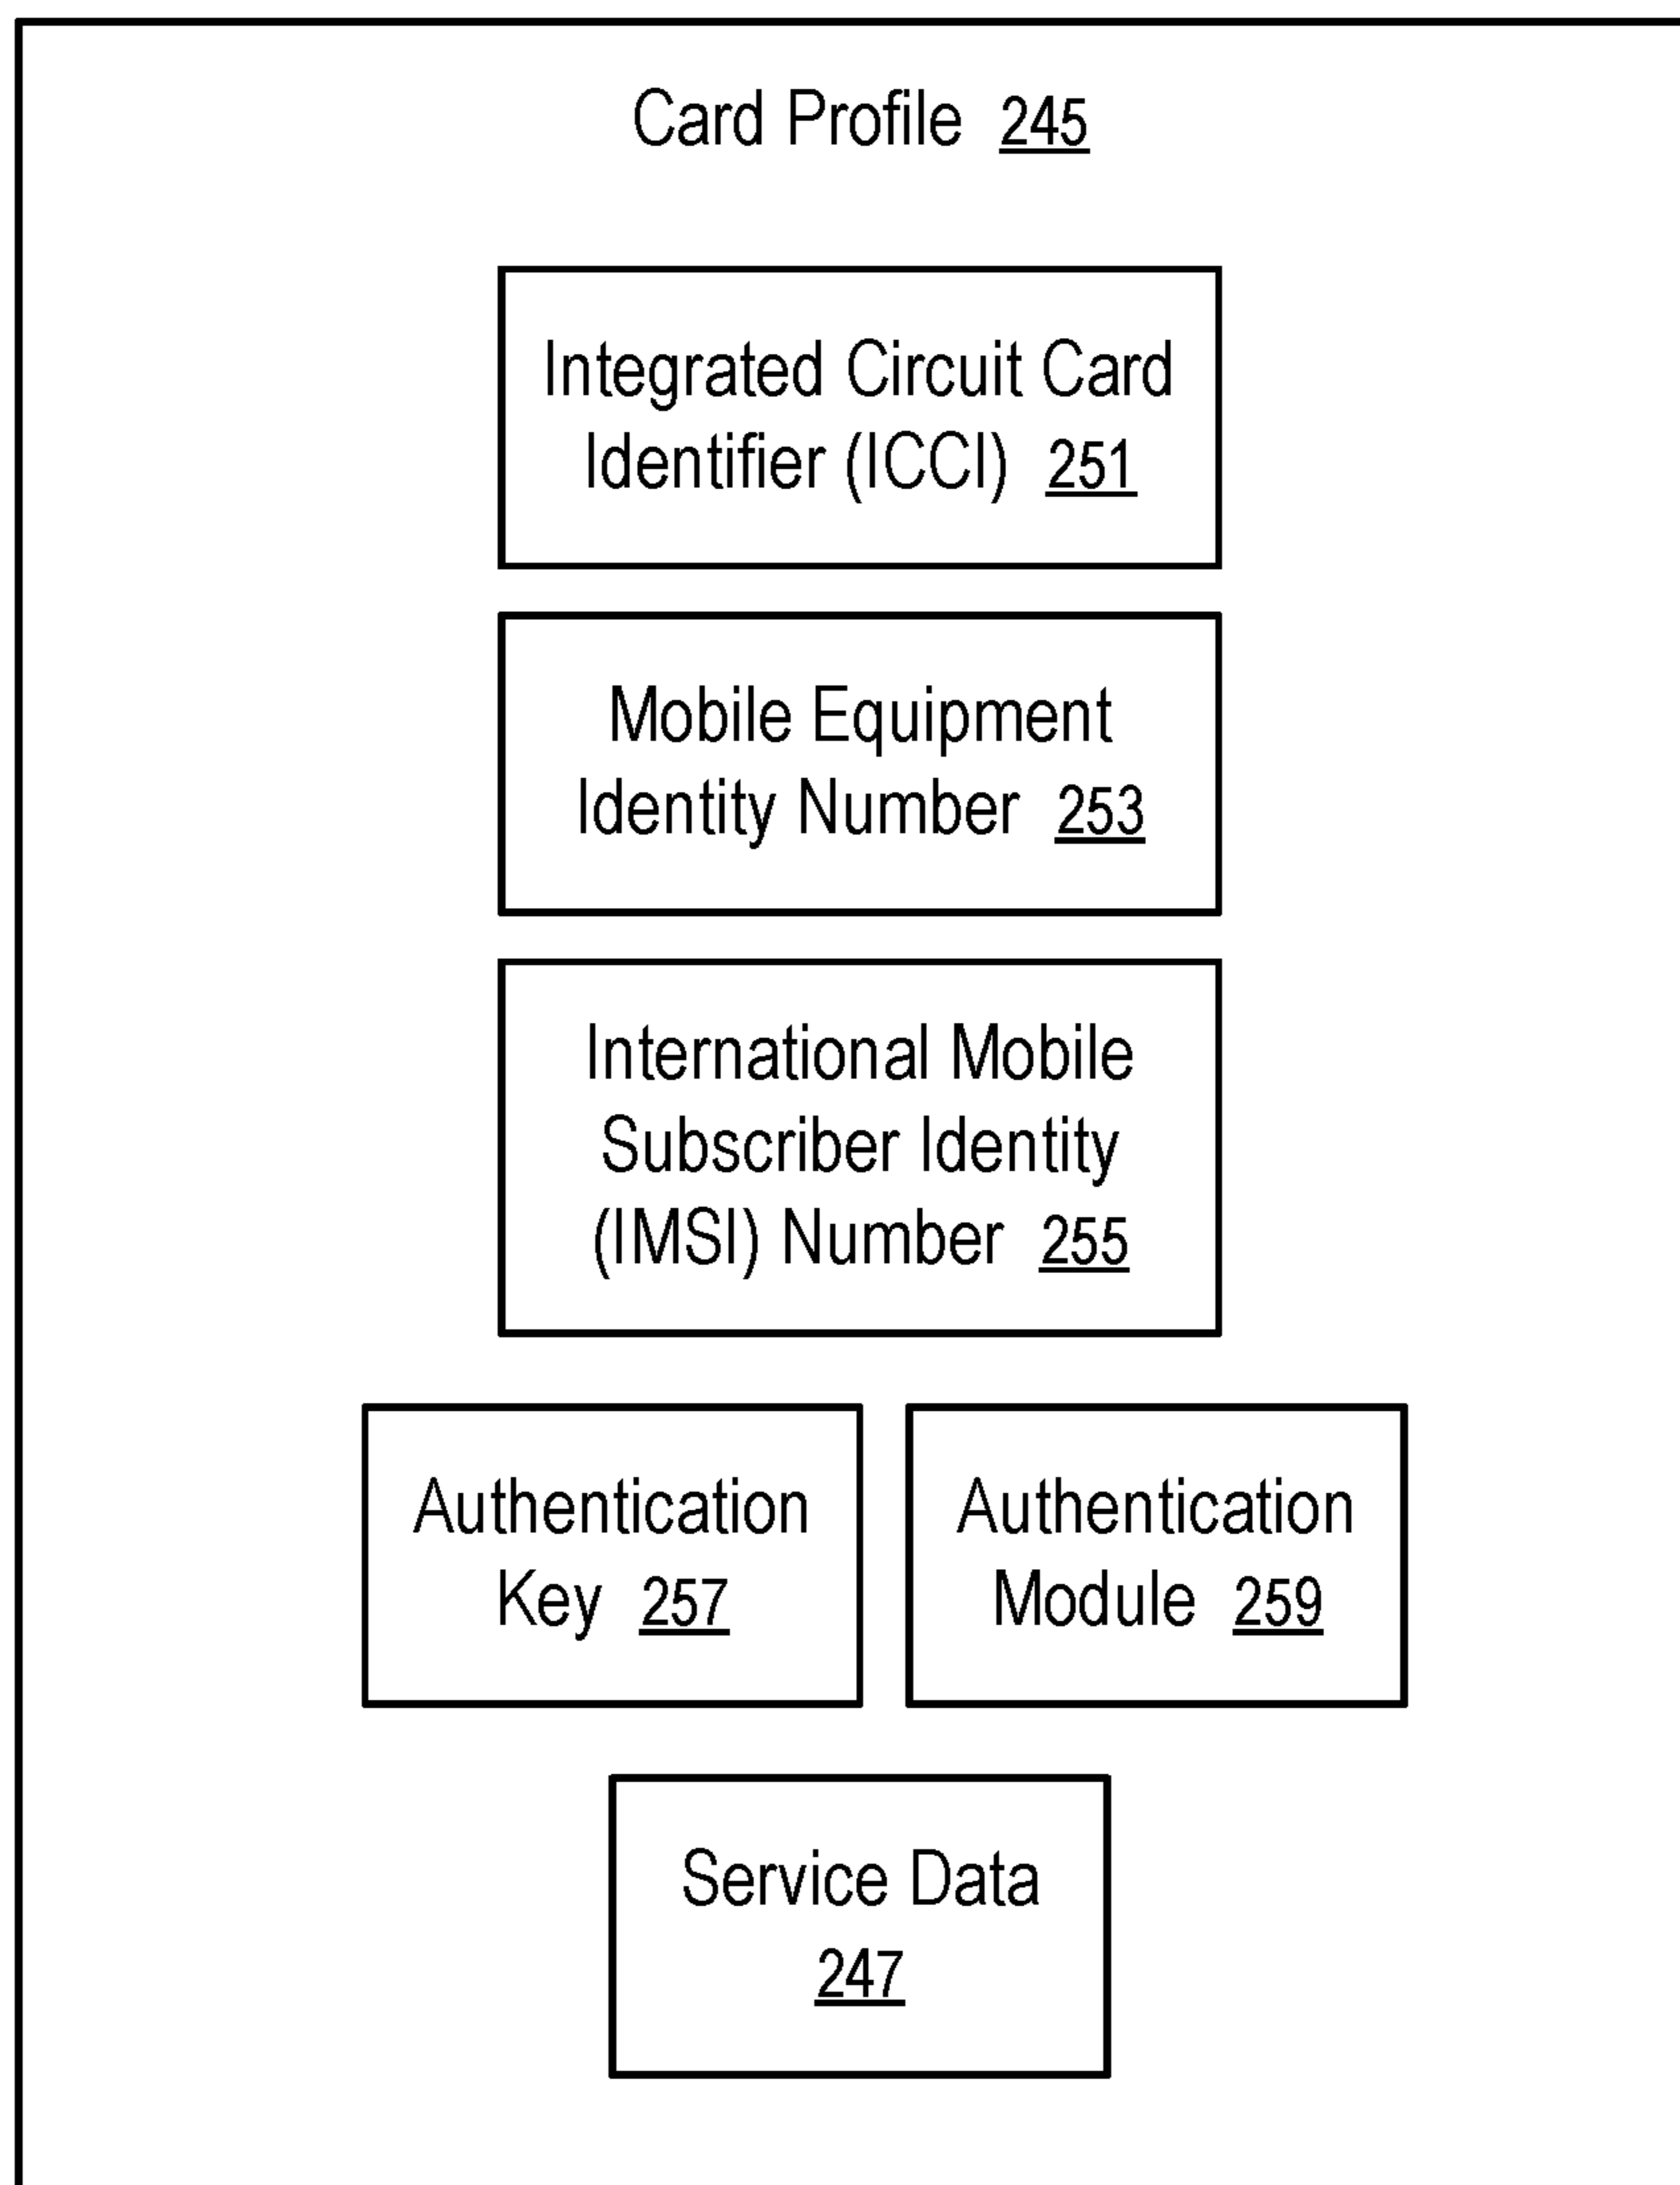 Card Profile 245
Integrated Circuit Card
Identifier (ICCI) 251
Mobile Equipment
Identity Number 253
International Mobile
Subscriber Identity
(IMSI) Number 255
Authentication
Key 257
Authentication
Module 259
Service Data
247